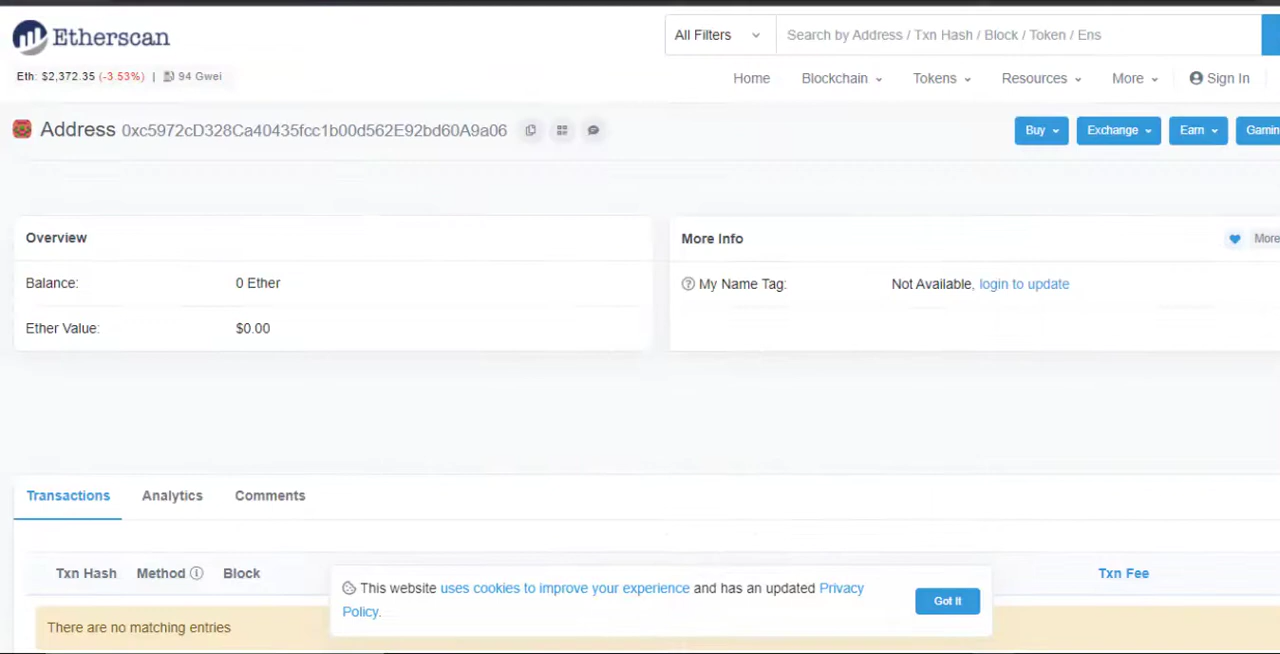 Etherscan
All Filters
Search by Address / Txn Hash / Block / Token / Ens
Eth: $2,372.35 (-3.53%) | 94 Gwei
Home Blockchain Tokens Resources More Sign In
Address 0xc5972cD328Ca40435fcc1b00d562E92bd60A9a06
Buy Exchange Earn Gamin
Overview
Balance: 0 Ether
Ether Value: $0.00
More Info
More
My Name Tag: Not Available, login to update
Transactions Analytics Comments
Txn Hash Method Block Txn Fee
There are no matching entries
This website uses cookies to improve your experience and has an updated Privacy
Policy.
Got It